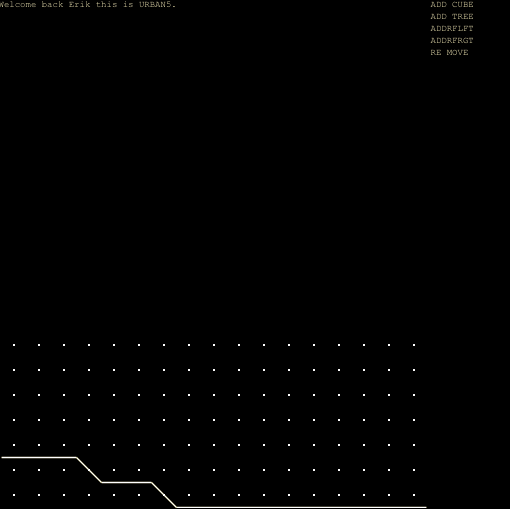 Welcome back Erik this is URBAN5.
ADD CUBE
ADD TREE
ADDRFLFT
ADDRFRGT
RE MOVE